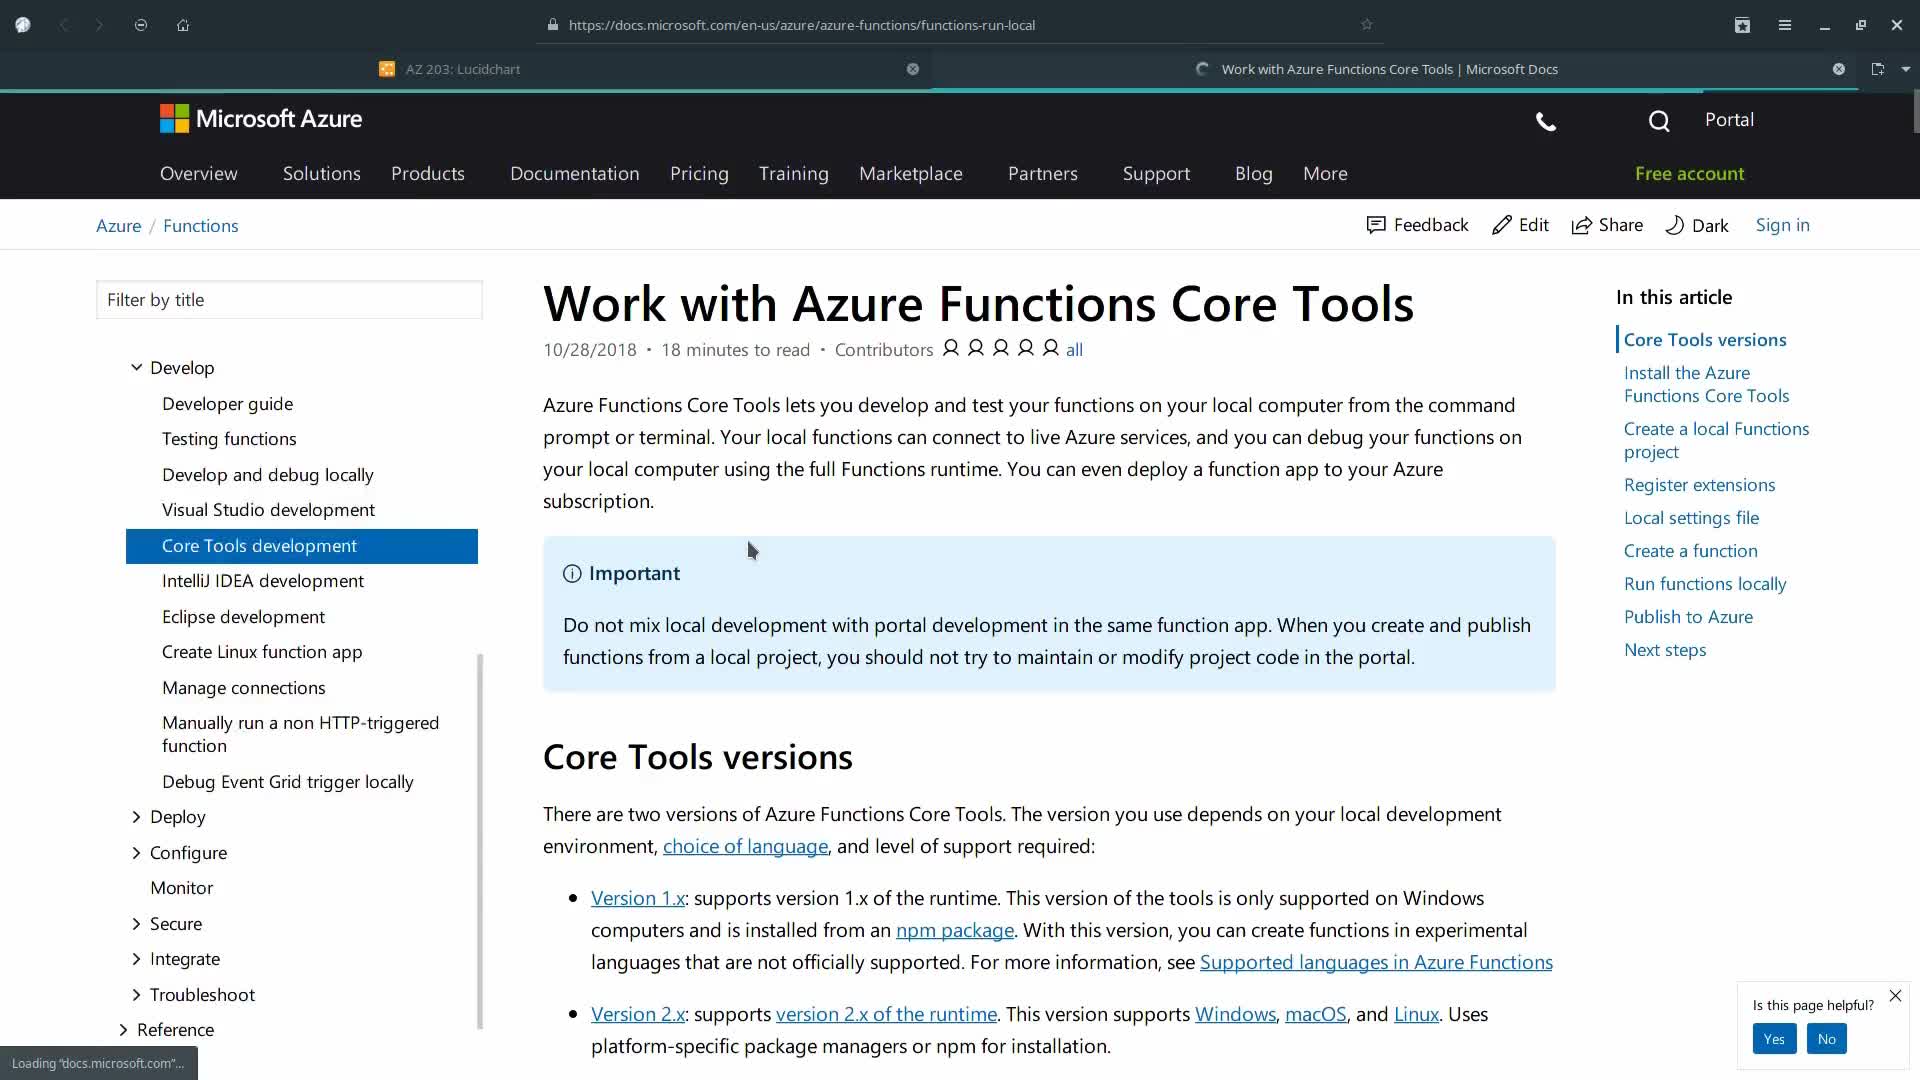 https://docs.microsoft.com/en-us/azure/azure-functions/functions-run-local
AZ 203: Lucidchart
Work with Azure Functions Core Tools | Microsoft Docs
Microsoft Azure
Portal
Overview Solutions Products Documentation Pricing Training Marketplace Partners Support Blog More Free account
Azure / Functions
Feedback Edit Share Dark Sign in
Filter by title
Develop
Developer guide
Testing functions
Develop and debug locally
Visual Studio development
Core Tools development
IntelliJ IDEA development
Eclipse development
Create Linux function app
Manage connections
Manually run a non HTTP-triggered
function
Debug Event Grid trigger locally
Deploy
Configure
Monitor
Secure
Integrate
Troubleshoot
Reference
Loading “docs.microsoft.com”...
Work with Azure Functions Core Tools
10/28/2018 • 18 minutes to read • Contributors all
Azure Functions Core Tools lets you develop and test your functions on your local computer from the command
prompt or terminal. Your local functions can connect to live Azure services, and you can debug your functions on
your local computer using the full Functions runtime. You can even deploy a function app to your Azure
subscription.
Important
Do not mix local development with portal development in the same function app. When you create and publish
functions from a local project, you should not try to maintain or modify project code in the portal.
Core Tools versions
There are two versions of Azure Functions Core Tools. The version you use depends on your local development
environment, choice of language, and level of support required:
• Version 1.x: supports version 1.x of the runtime. This version of the tools is only supported on Windows
computers and is installed from an npm package. With this version, you can create functions in experimental
languages that are not officially supported. For more information, see Supported languages in Azure Functions
• Version 2.x: supports version 2.x of the runtime. This version supports Windows, macOS, and Linux. Uses
platform-specific package managers or npm for installation.
In this article
Core Tools versions
Install the Azure
Functions Core Tools
Create a local Functions
project
Register extensions
Local settings file
Create a function
Run functions locally
Publish to Azure
Next steps
Is this page helpful?
Yes No